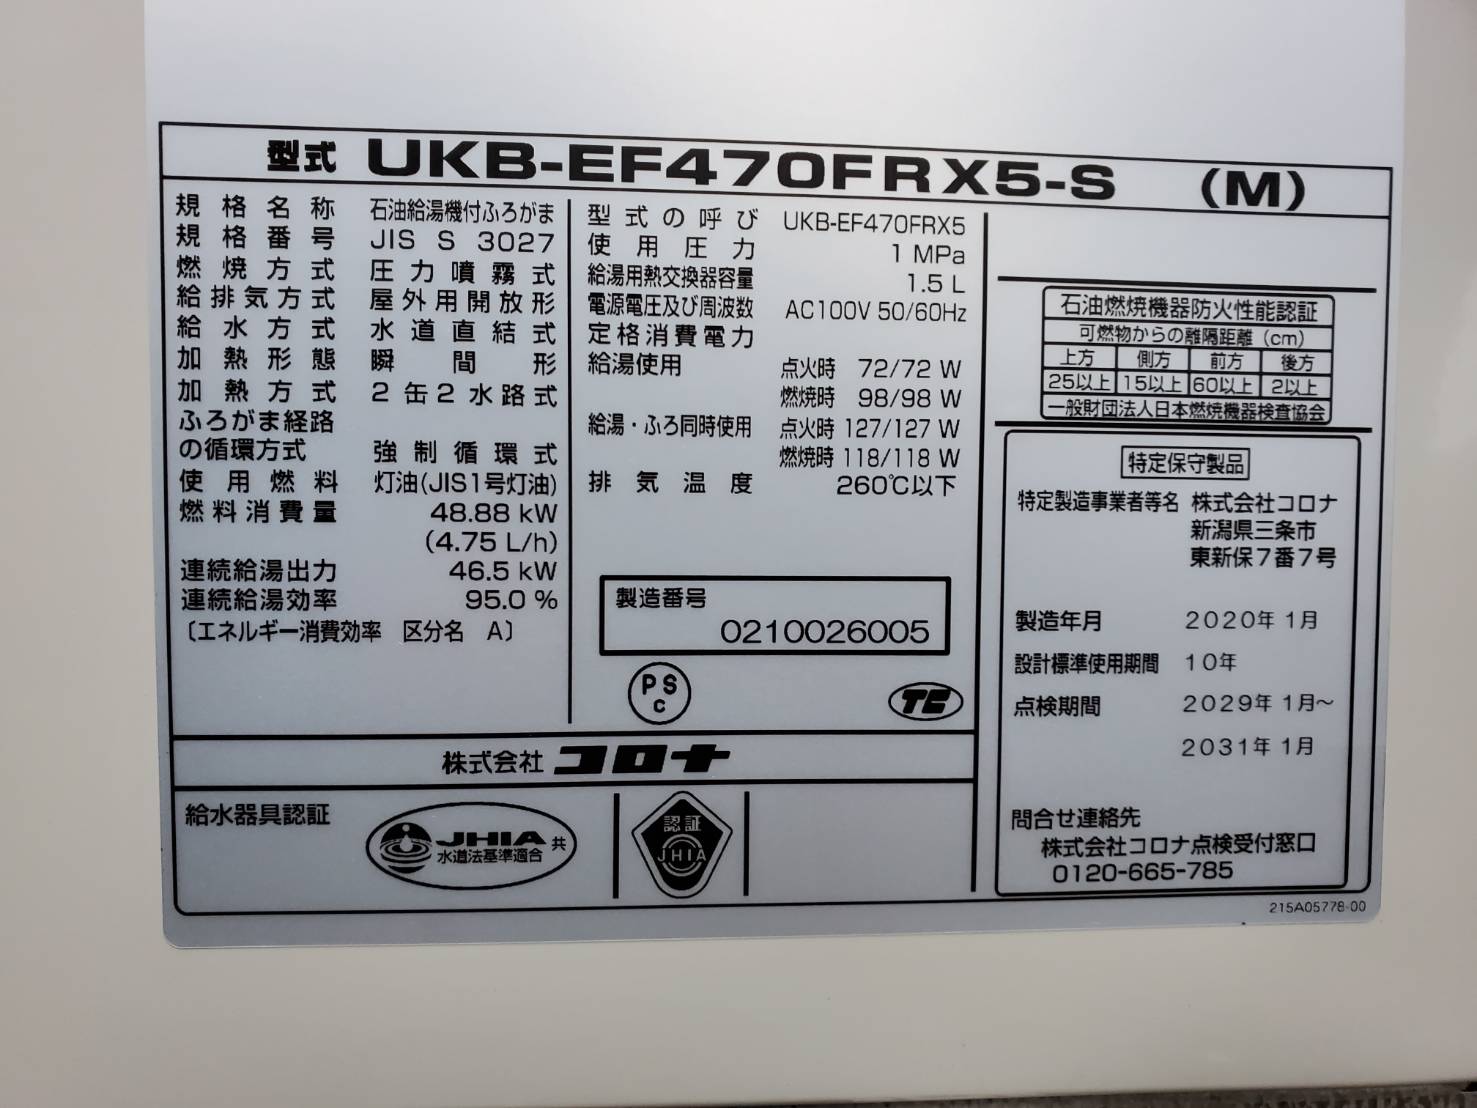 型式 UKB-EF470FRX5-S (M)
規格名称 石油給湯機付ふろがま
規格番号 JIS S 3027
燃焼方式 圧力噴霧式
給排気方式 屋外用開放形
給水方式 水道直結式
加熱形態 瞬間形
加熱方式 2缶2水路式
ふろがま経路
の循環方式 強制循環式
使用燃料 灯油(JIS1号灯油)
燃料消費量 48.88 kW
(4.75 L/h)
連続給湯出力 46.5 kW
連続給湯効率 95.0 %
〔エネルギー消費効率 区分名 A〕
型式の呼び UKB-EF470FRX5
使用圧力 1 MPa
給湯用熱交換器容量 1.5 L
電源電圧及び周波数 AC100V 50/60Hz
定格消費電力
給湯使用 点火時 72/72 W
燃焼時 98/98 W
給湯・ふろ同時使用 点火時 127/127 W
燃焼時 118/118 W
排気温度 260℃以下
製造番号
0210026005
PS
C
TE
石油燃焼機器防火性能認証
可燃物からの離隔距離 (cm)
上方 側方 前方 後方
25以上 15以上 60以上 2以上
一般財団法人日本燃焼機器検査協会
特定保守製品
特定製造事業者等名 株式会社コロナ
新潟県三条市
東新保7番7号
製造年月 2020年 1月
設計標準使用期間 10年
点検期間 2029年 1月～
2031年 1月
問合せ連絡先
株式会社コロナ点検受付窓口
0120-665-785
株式会社 コロナ
給水器具認証
JHIA 共
水道法基準適合
認証
JHIA
215A05778-00